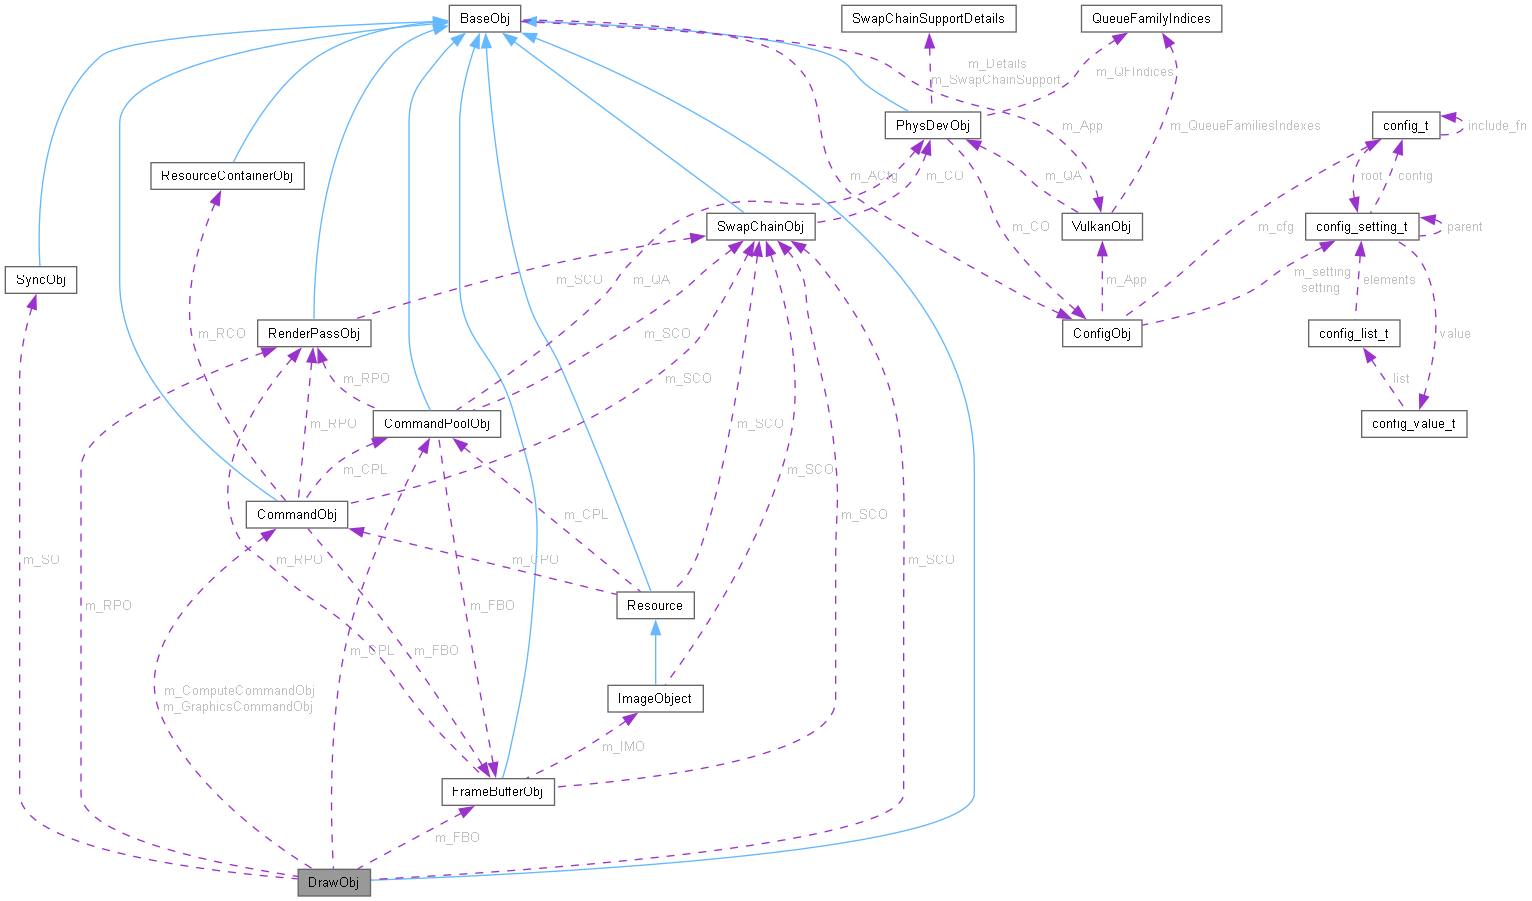 BaseObj
SwapChainSupportDetails
QueueFamilyIndices
m_Details
m_SwapChainSupport
m_QFIndices
PhysDevObj
m_App
m_QueueFamiliesIndexes
config_t
include_fn
ResourceContainerObj
m_ACfg
m_CO
m_QA
root
config
SwapChainObj
VulkanObj
config_setting_t
m_CO
m_cfg
parent
SyncObj
m_SCO
m_QA
m_App
m_setting
setting
elements
m_RCO
RenderPassObj
m_SCO
ConfigObj
config_list_t
value
m_RPO
m_SCO
list
m_RPO
CommandPoolObj
m_SCO
config_value_t
m_CPL
m_SCO
CommandObj
m_CPL
m_SCO
m_SO
m_RPO
m_CPO
m_SCO
m_RPO
m_FBO
Resource
m_CPL
m_FBO
m_ComputeCommandObj
m_GraphicsCommandObj
ImageObject
m_IMO
FrameBufferObj
m_FBO
DrawObj